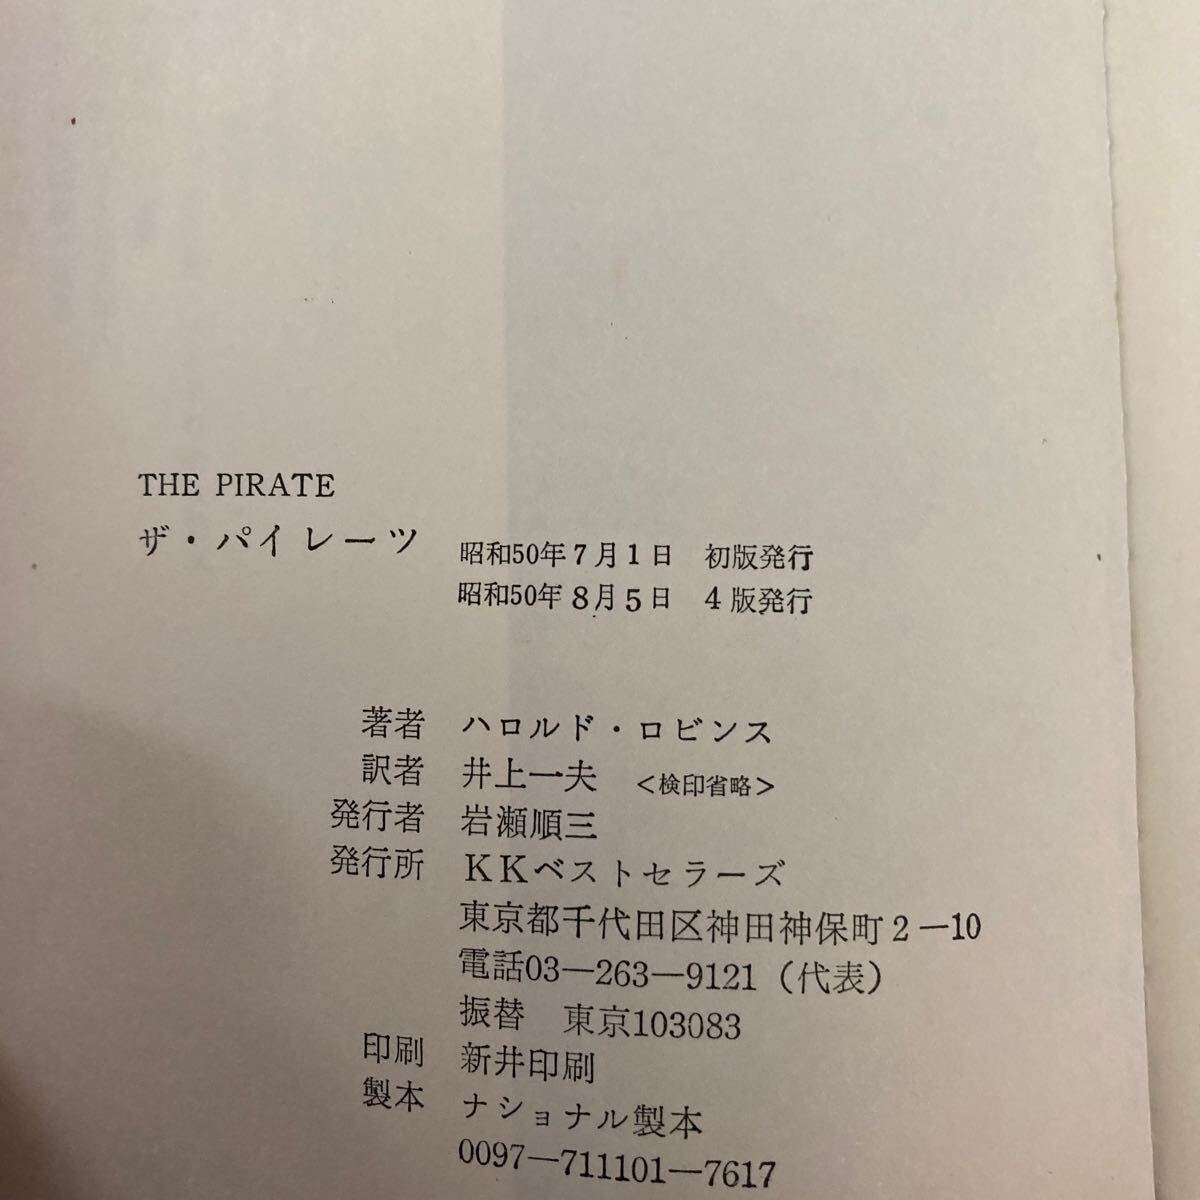 THE PIRATE
ザ・パイレーツ
昭和50年7月1日 初版発行
昭和50年8月5日 4版発行
著者 ハロルド・ロビンス
訳者 井上一夫 <検印省略>
発行者 岩瀬順三
発行所 KKベストセラーズ
東京都千代田区神田神保町2-10
電話03-263-9121(代表)
振替 東京103083
印刷 新井印刷
製本 ナショナル製本
0097-711101-7617